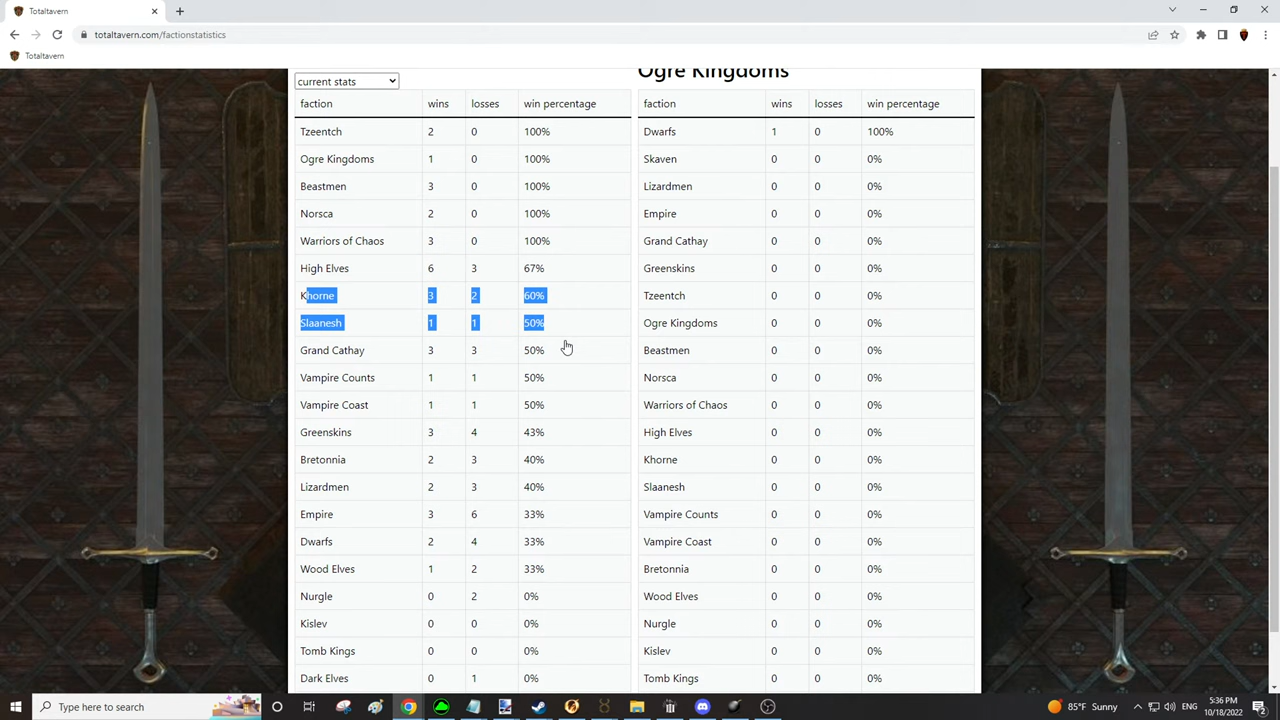 Totaltavern
totaltavern.com/factionstatistics
Totaltavern
current stats
Ogre Kingdoms
faction wins losses win percentage
Tzeentch 2 0 100%
Ogre Kingdoms 1 0 100%
Beastmen 3 0 100%
Norsca 2 0 100%
Warriors of Chaos 3 0 100%
High Elves 6 3 67%
Khorne 3 2 60%
Slaanesh 1 1 50%
Grand Cathay 3 3 50%
Vampire Counts 1 1 50%
Vampire Coast 1 1 50%
Greenskins 3 4 43%
Bretonnia 2 3 40%
Lizardmen 2 3 40%
Empire 3 6 33%
Dwarfs 2 4 33%
Wood Elves 1 2 33%
Nurgle 0 2 0%
Kislev 0 0 0%
Tomb Kings 0 0 0%
Dark Elves 0 1 0%
faction wins losses win percentage
Dwarfs 1 0 100%
Skaven 0 0 0%
Lizardmen 0 0 0%
Empire 0 0 0%
Grand Cathay 0 0 0%
Greenskins 0 0 0%
Tzeentch 0 0 0%
Ogre Kingdoms 0 0 0%
Beastmen 0 0 0%
Norsca 0 0 0%
Warriors of Chaos 0 0 0%
High Elves 0 0 0%
Khorne 0 0 0%
Slaanesh 0 0 0%
Vampire Counts 0 0 0%
Vampire Coast 0 0 0%
Bretonnia 0 0 0%
Wood Elves 0 0 0%
Nurgle 0 0 0%
Kislev 0 0 0%
Tomb Kings 0 0 0%
Type here to search
85°F Sunny
ENG
5:36 PM
10/18/2022
2